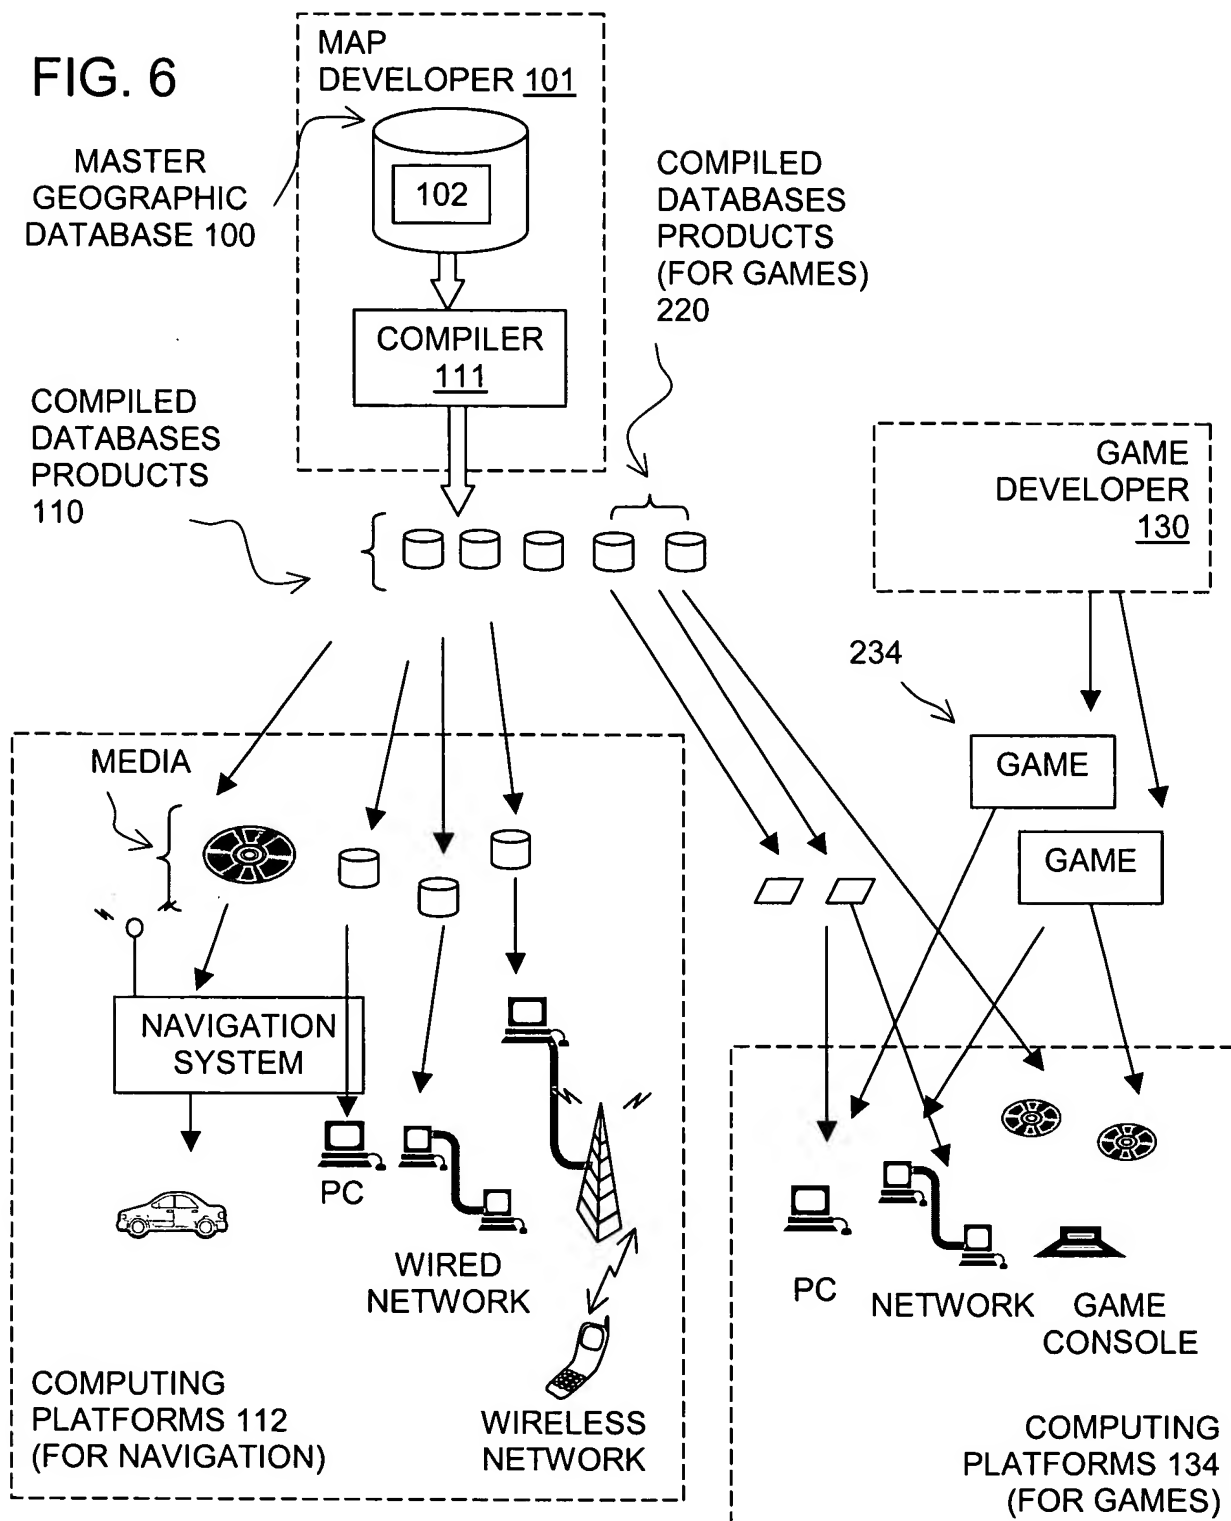 FIG. 6
MAP
DEVELOPER 101
MASTER
GEOGRAPHIC
DATABASE 100
102
COMPILED
DATABASES
PRODUCTS
(FOR GAMES)
220
COMPILER
111
COMPILED
DATABASES
PRODUCTS
110
GAME
DEVELOPER
130
234
GAME
GAME
MEDIA
NAVIGATION
SYSTEM
PC
WIRED
NETWORK
WIRELESS
NETWORK
COMPUTING
PLATFORMS 112
(FOR NAVIGATION)
PC
NETWORK
GAME
CONSOLE
COMPUTING
PLATFORMS 134
(FOR GAMES)